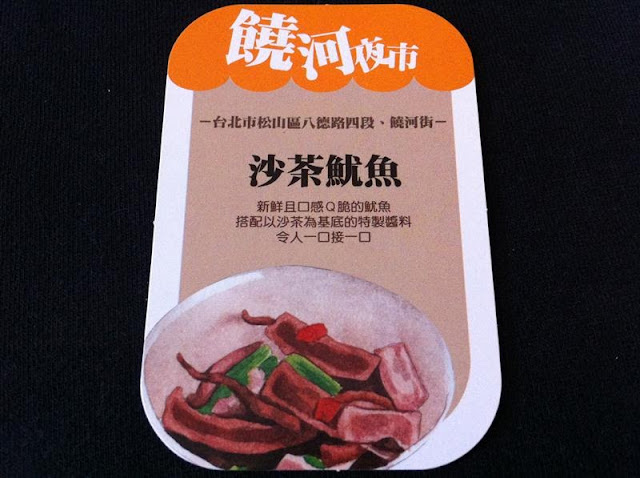 饒河夜市
－台北市松山區八德路四段、饒河街－
沙茶魷魚
新鮮且口感Ｑ脆的魷魚
搭配以沙茶為基底的特製醬料
令人一口接一口